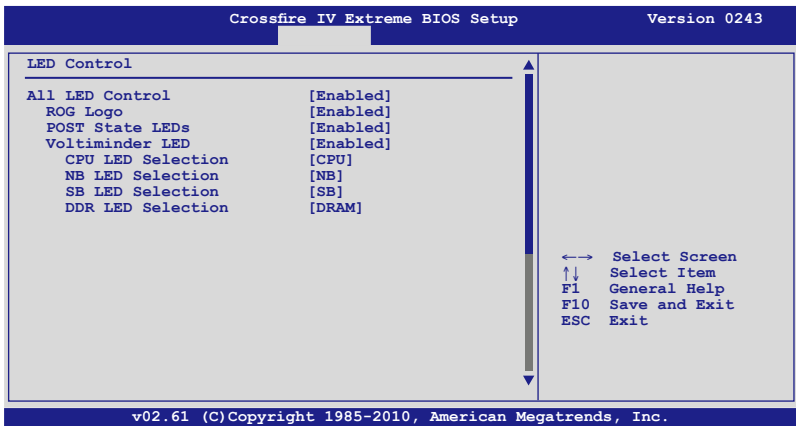 Crossfire IV Extreme BIOS Setup Version 0243
LED Control
All LED Control [Enabled]
ROG Logo [Enabled]
POST State LEDs [Enabled]
Voltiminder LED [Enabled]
CPU LED Selection [CPU]
NB LED Selection [NB]
SB LED Selection [SB]
DDR LED Selection [DRAM]
←→ Select Screen
↑↓ Select Item
F1 General Help
F10 Save and Exit
ESC Exit
v02.61 (C)Copyright 1985-2010, American Megatrends, Inc.